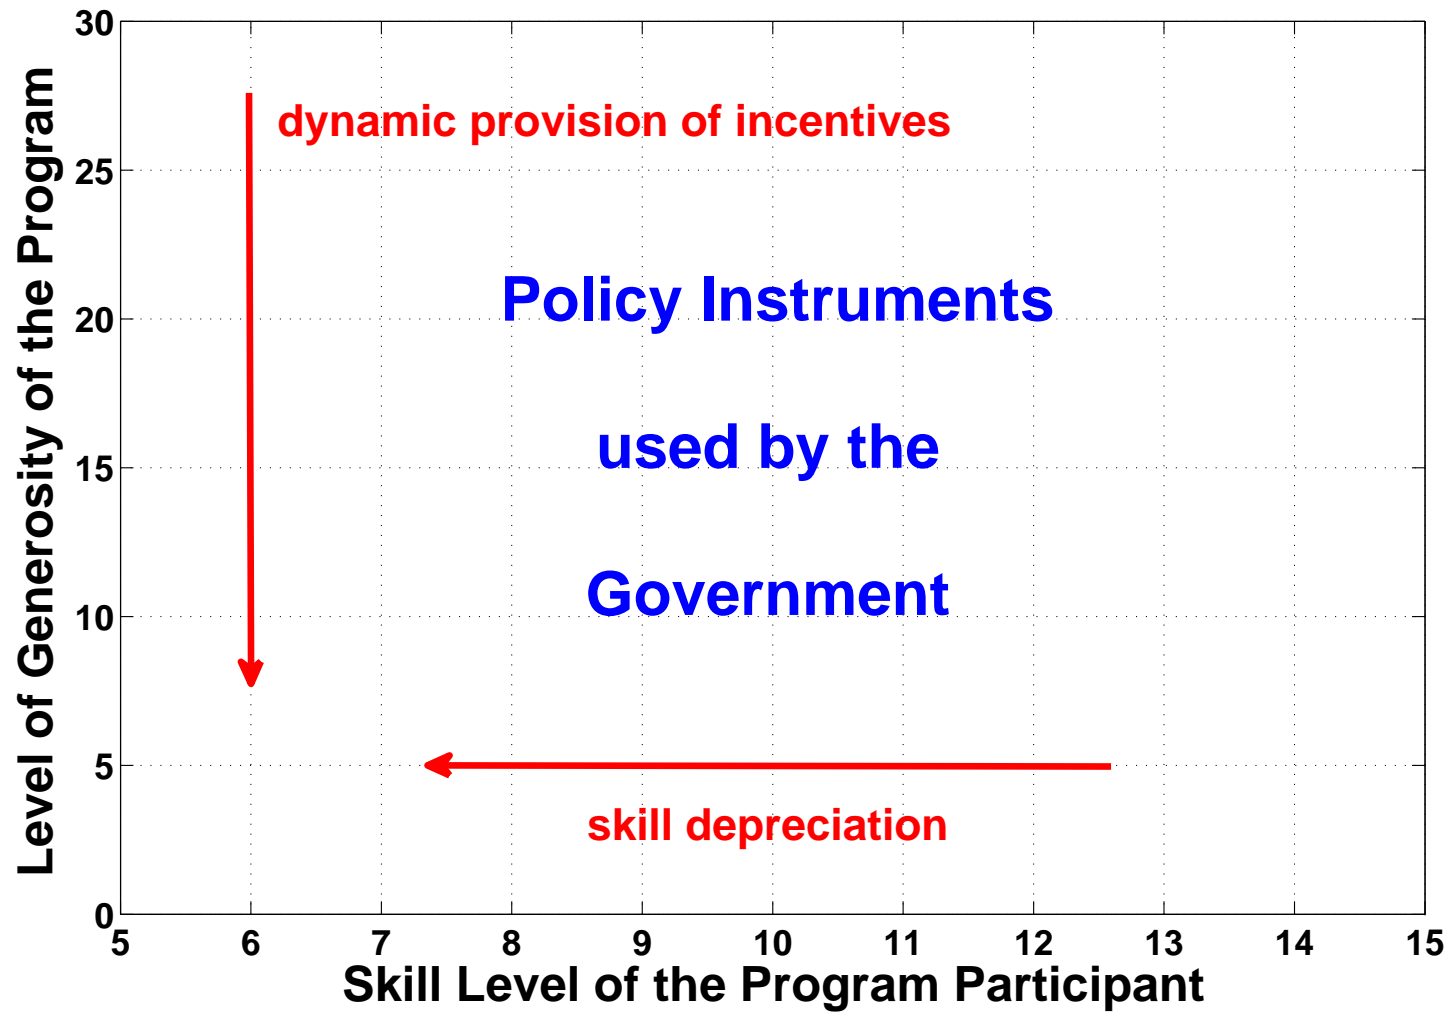 30
dynamic provision of incentives
25
Policy Instruments
20
used by the
15
Government
10
5
skill depreciation
0
5 6 7 8 9 10 11 12 13 14 15
Skill Level of the Program Participant
Level of Generosity of the Program